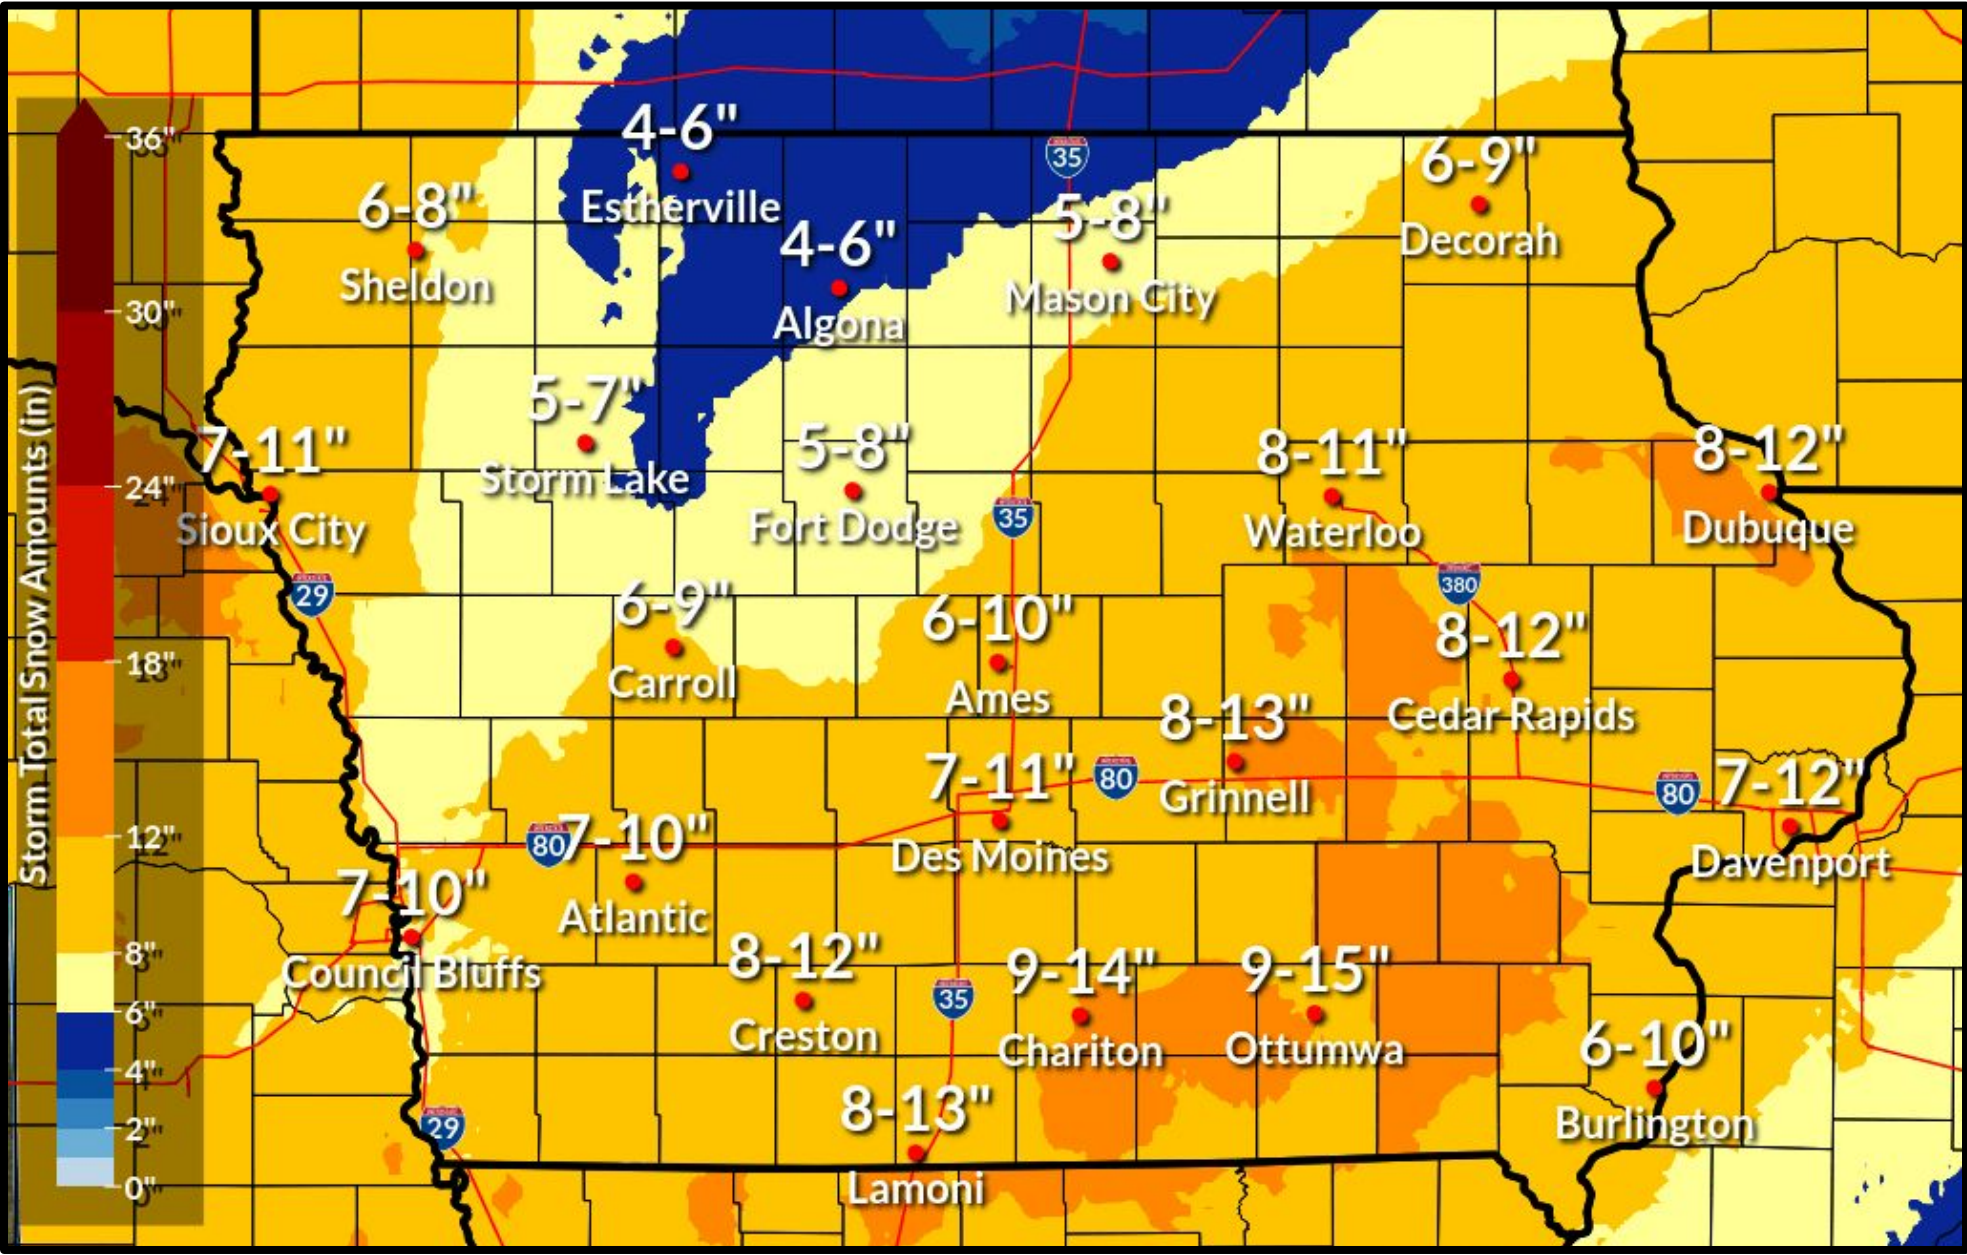 Storm Total Snow Amounts (in)
36"
30"
24"
18"
12"
8"
6"
4"
2"
0"
4-6"
Estherville
35
6-9"
Decorah
6-8"
Sheldon
5-8"
Mason City
4-6"
Algona
5-7"
Storm Lake
7-11"
Sioux City
5-8"
Fort Dodge
35
8-11"
Waterloo
8-12"
Dubuque
29
380
6-9"
Carroll
6-10"
Ames
8-12"
Cedar Rapids
8-13"
Grinnell
7-11"
Des Moines
80
80
7-12"
Davenport
80
7-10"
Atlantic
7-10"
Council Bluffs
8-12"
Creston
35
9-14"
Chariton
9-15"
Ottumwa
6-10"
Burlington
29
8-13"
Lamoni